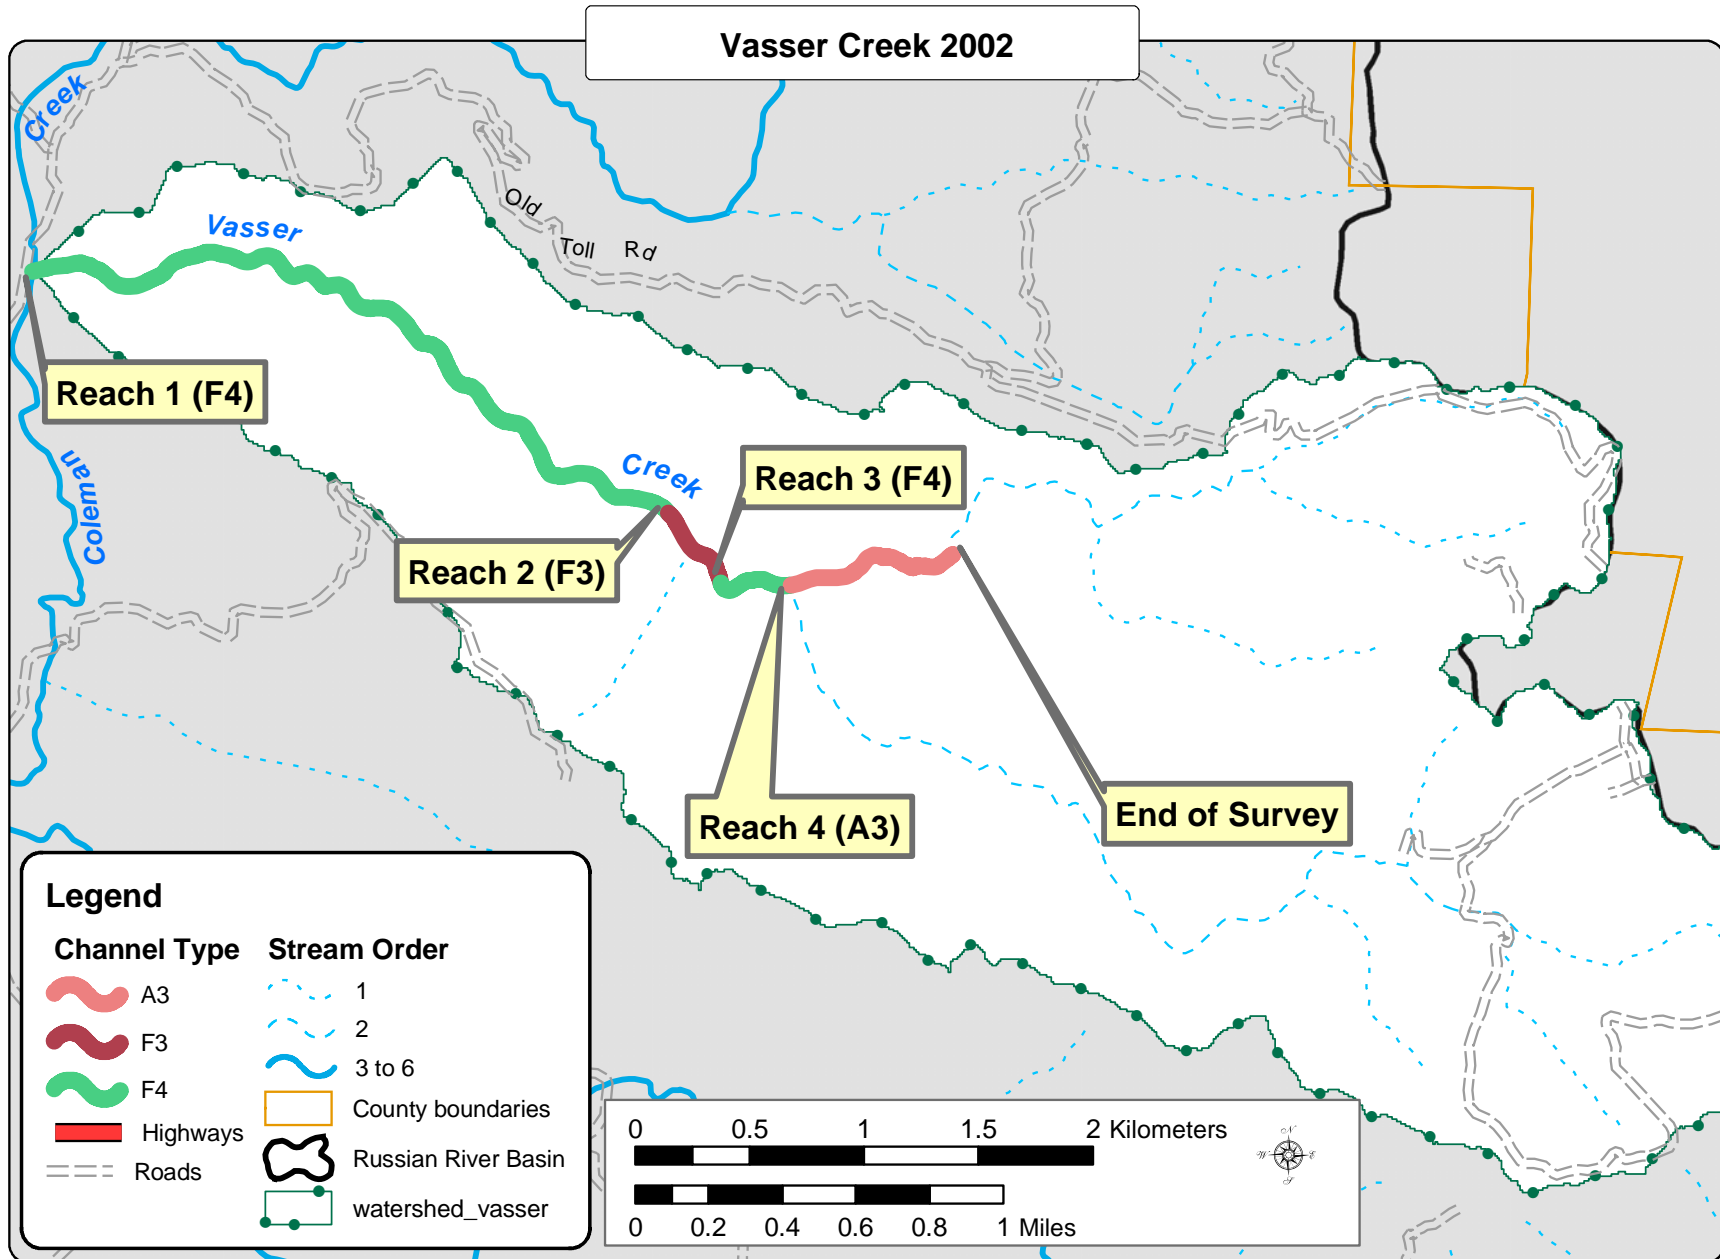 Vasser Creek 2002
Creek
Vasser
Old
Toll Rd
Reach 1 (F4)
Coleman
Creek
Reach 3 (F4)
Reach 2 (F3)
Reach 4 (A3)
End of Survey
Legend
Channel Type
A3
F3
F4
Highways
Roads
Stream Order
1
2
3 to 6
County boundaries
Russian River Basin
watershed_vasser
0 0.5 1 1.5 2 Kilometers
0 0.2 0.4 0.6 0.8 1 Miles
N
W E
S